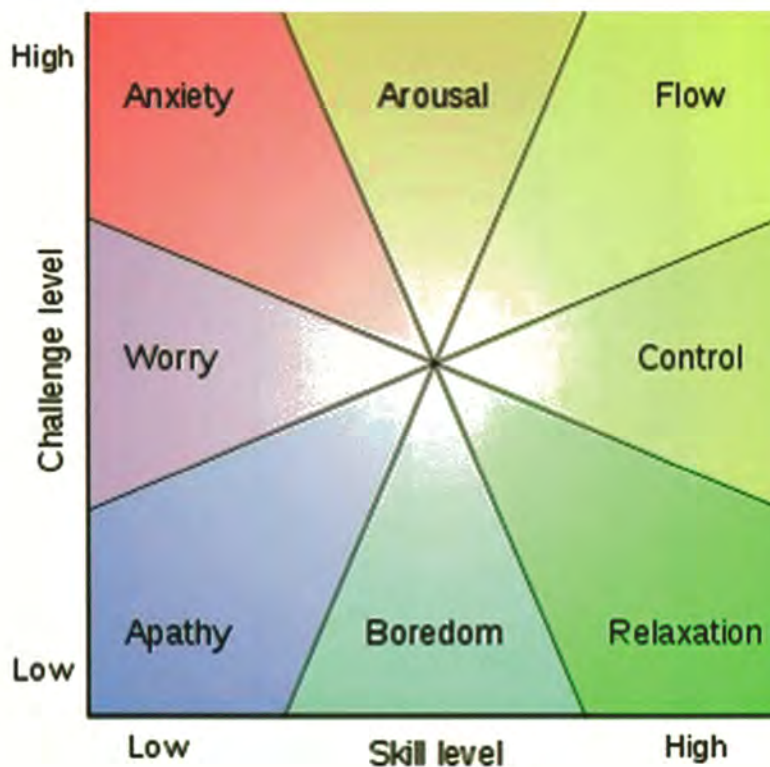 High
Anxiety
Arousal
Flow
Challenge level
Worry
Control
Apathy
Boredom
Relaxation
Low
Low
Skill level
High